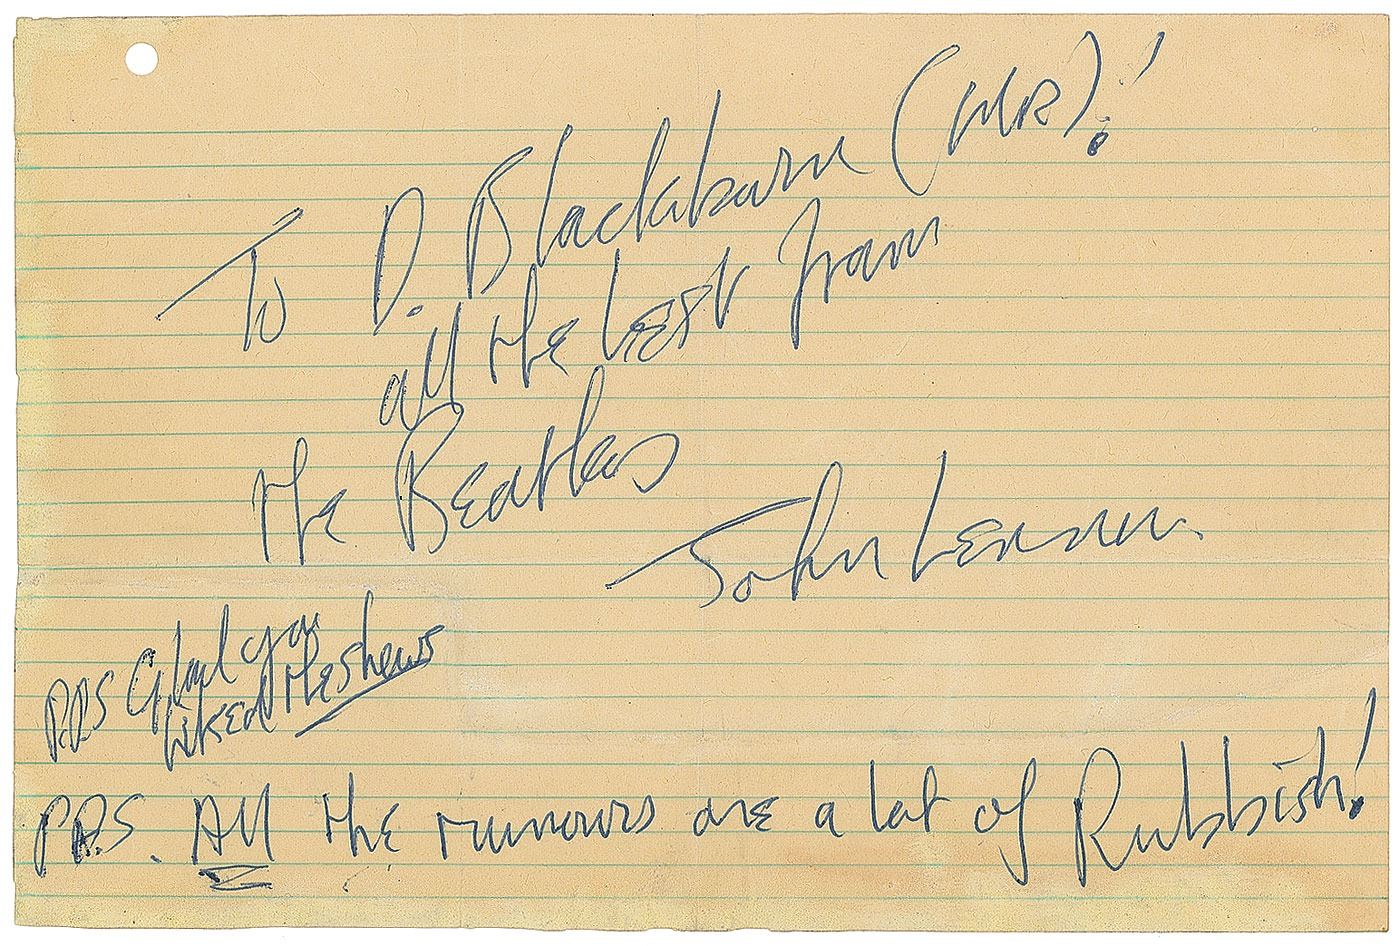 To D. Blackburn (MR)!
all the best from
the Beatles
John Lennon.
P.P.S Glad you
liked the shows
P.P.S. All the rumours are a lot of Rubbish!